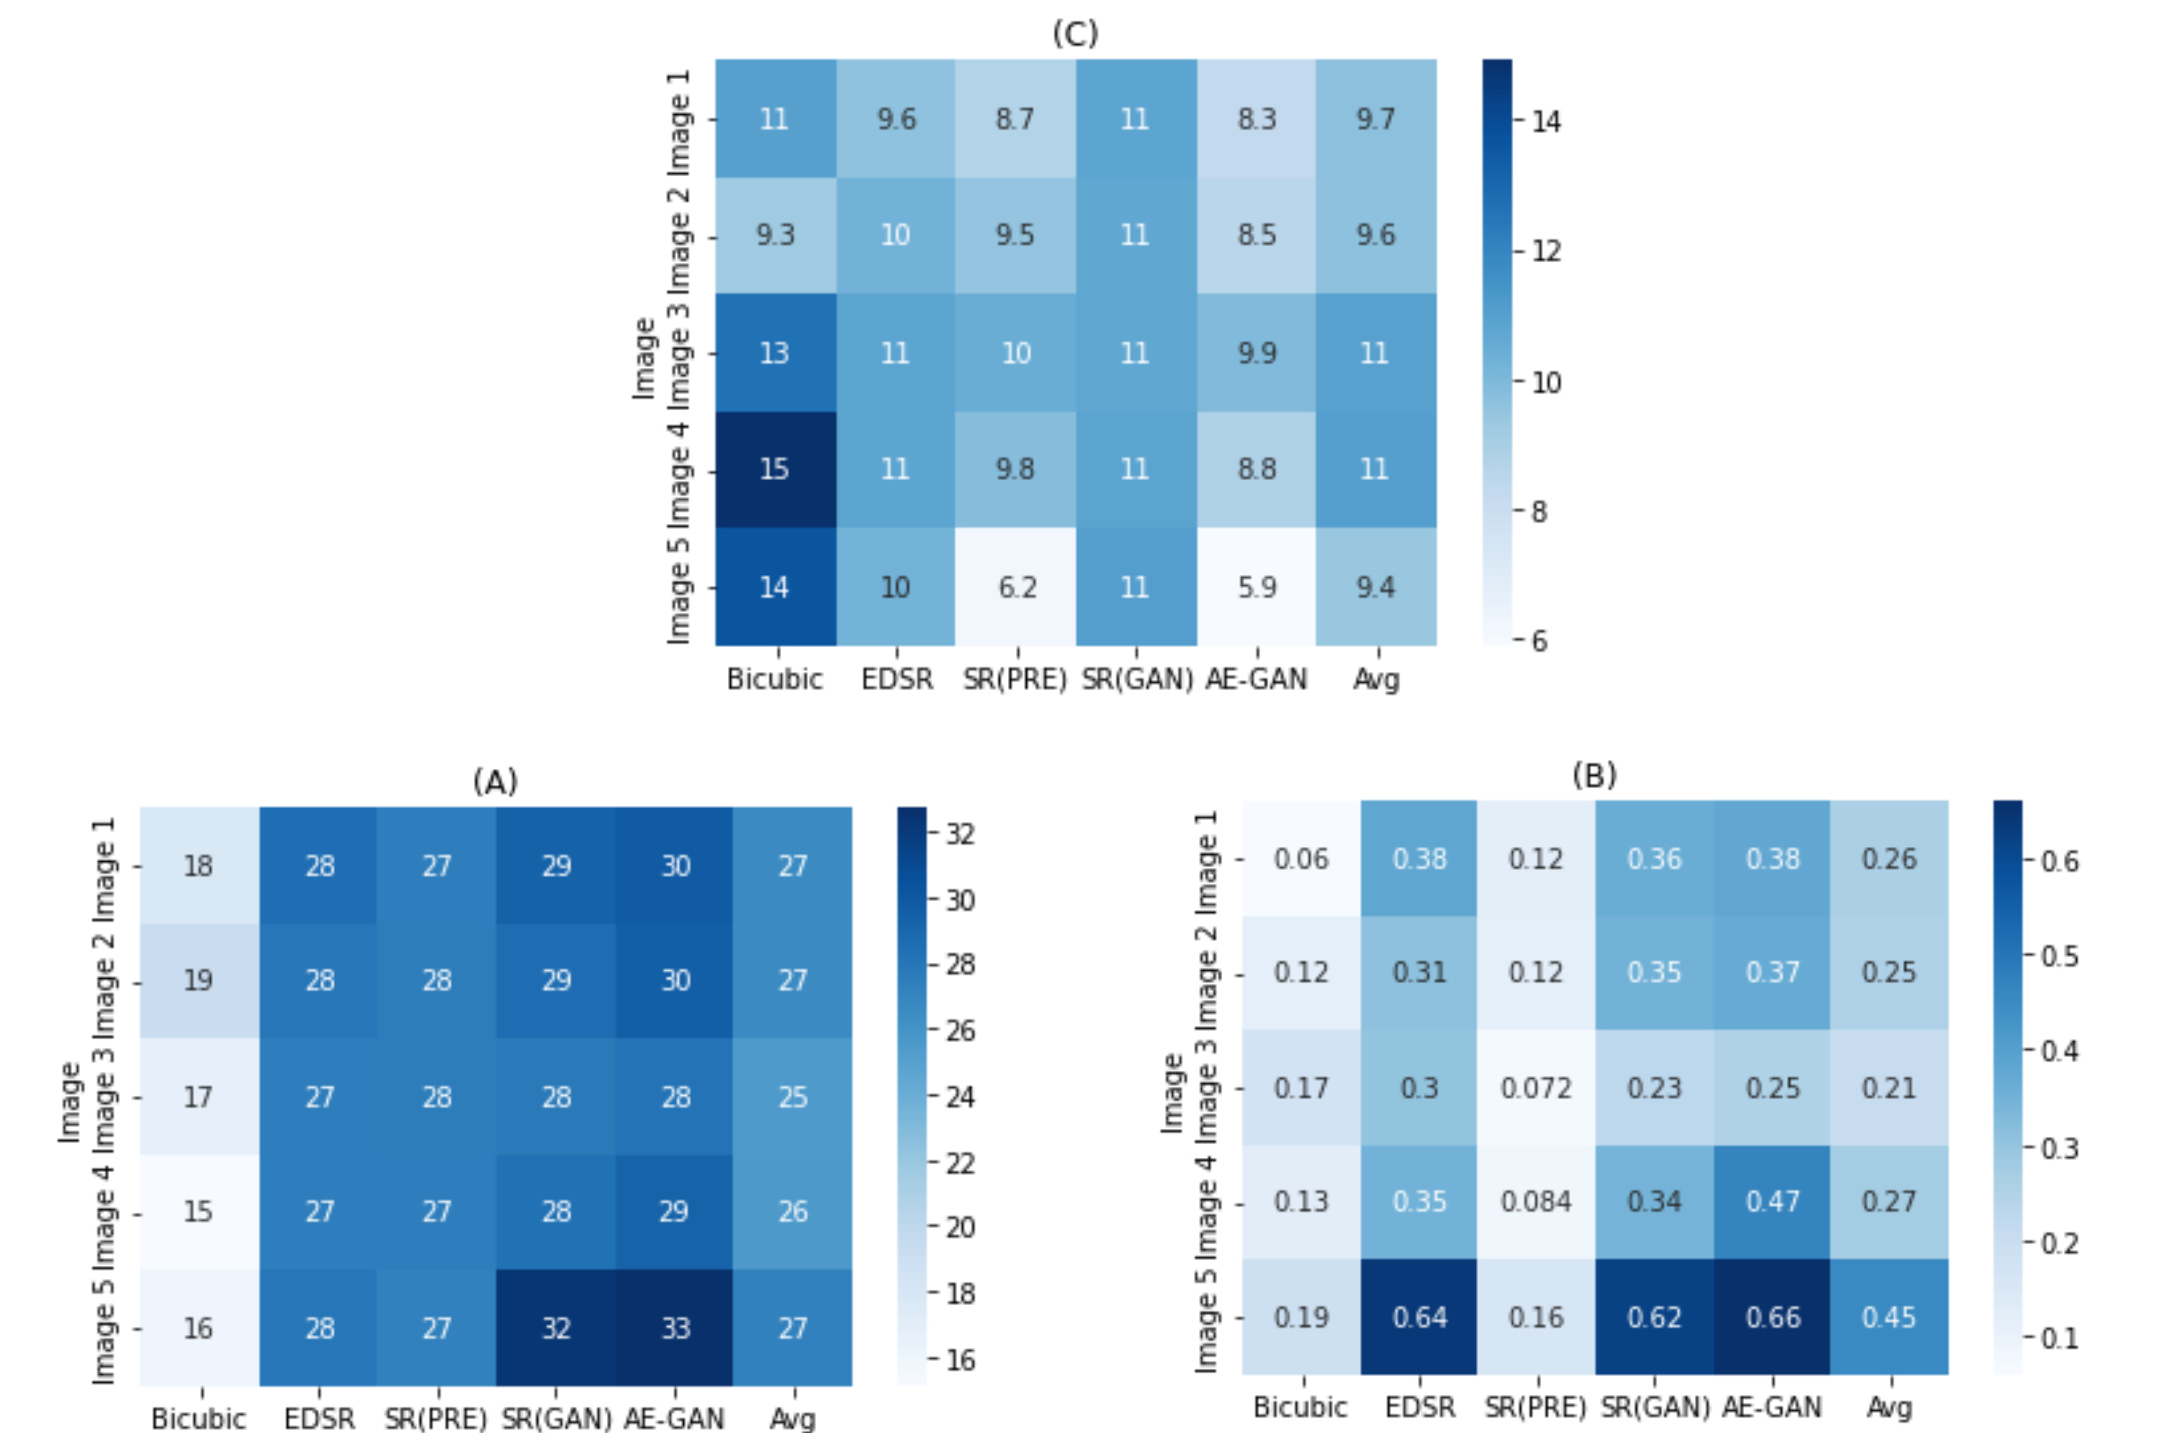 (C)
Image
Image 1 11 9.6 8.7 11 8.3 9.7
Image 2 9.3 10 9.5 11 8.5 9.6
Image 3 13 11 10 11 9.9 11
Image 4 15 11 9.8 11 8.8 11
Image 5 14 10 6.2 11 5.9 9.4
Bicubic EDSR SR(PRE) SR(GAN) AE-GAN Avg
14
12
10
8
6
(A)
Image
Image 1 18 28 27 29 30 27
Image 2 19 28 28 29 30 27
Image 3 17 27 28 28 28 25
Image 4 15 27 27 28 29 26
Image 5 16 28 27 32 33 27
Bicubic EDSR SR(PRE) SR(GAN) AE-GAN Avg
32
30
28
26
24
22
20
18
16
(B)
Image
Image 1 0.06 0.38 0.12 0.36 0.38 0.26
Image 2 0.12 0.31 0.12 0.35 0.37 0.25
Image 3 0.17 0.3 0.072 0.23 0.25 0.21
Image 4 0.13 0.35 0.084 0.34 0.47 0.27
Image 5 0.19 0.64 0.16 0.62 0.66 0.45
Bicubic EDSR SR(PRE) SR(GAN) AE-GAN Avg
0.6
0.5
0.4
0.3
0.2
0.1